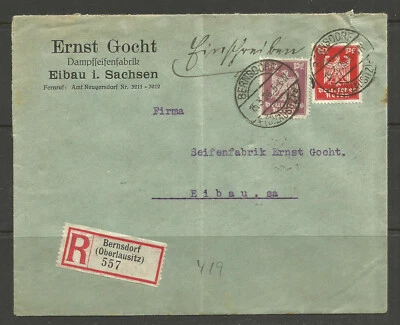 Ernst Gocht
Dampfseifenfabrik
Eibau i. Sachsen
Fernruf: Amt Neugersdorf Nr. 3011 - 3012
Einschreiben
Firma
Seifenfabrik Ernst Gocht.
Eibau.sa
R
Bernsdorf
(Oberlausitz)
557
419
BERNSDORF